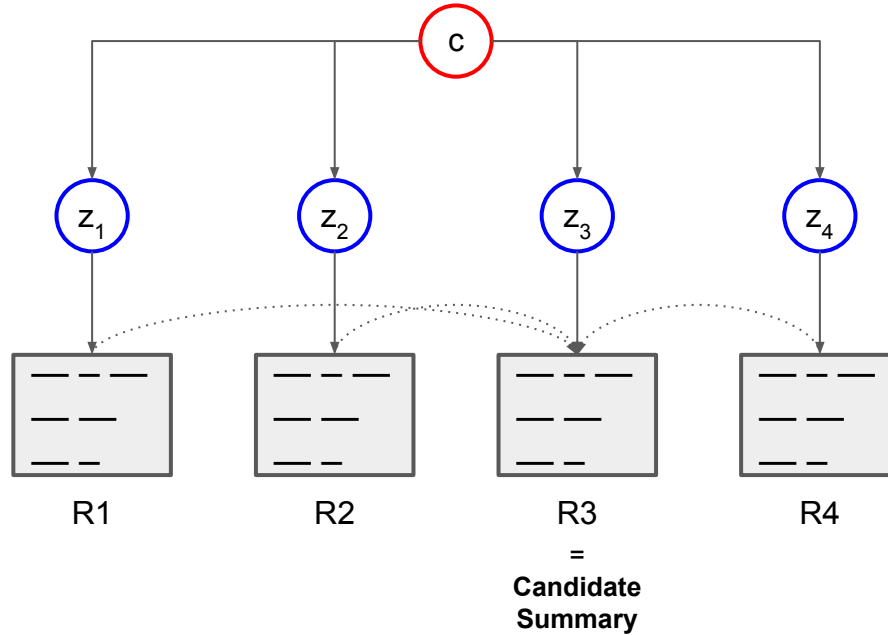 c
z₁ z₂ z₃ z₄
R1 R2 R3 R4
=
Candidate
Summary